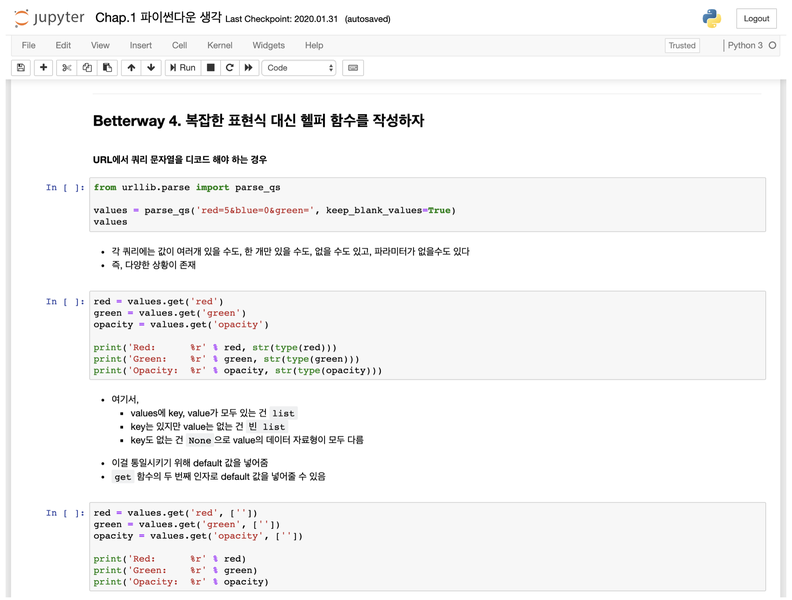 jupyter Chap.1 파이썬다운 생각 Last Checkpoint: 2020.01.31 (autosaved) Logout
File Edit View Insert Cell Kernel Widgets Help Trusted Python 3
Run Code
Betterway 4. 복잡한 표현식 대신 헬퍼 함수를 작성하자
URL에서 쿼리 문자열을 디코드 해야 하는 경우
In [ ]: from urllib.parse import parse_qs
values = parse_qs('red=5&blue=0&green=', keep_blank_values=True)
values
각 쿼리에는 값이 여러개 있을 수도, 한 개만 있을 수도, 없을 수도 있고, 파라미터가 없을수도 있다
즉, 다양한 상황이 존재
In [ ]: red = values.get('red')
green = values.get('green')
opacity = values.get('opacity')
print('Red:      %r' % red, str(type(red)))
print('Green:    %r' % green, str(type(green)))
print('Opacity:  %r' % opacity, str(type(opacity)))
여기서,
values에 key, value가 모두 있는 건 list
key는 있지만 value는 없는 건 빈 list
key도 없는 건 None 으로 value의 데이터 자료형이 모두 다름
이걸 통일시키기 위해 default 값을 넣어줌
get 함수의 두 번째 인자로 default 값을 넣어줄 수 있음
In [ ]: red = values.get('red', [''])
green = values.get('green', [''])
opacity = values.get('opacity', [''])
print('Red:      %r' % red)
print('Green:    %r' % green)
print('Opacity:  %r' % opacity)